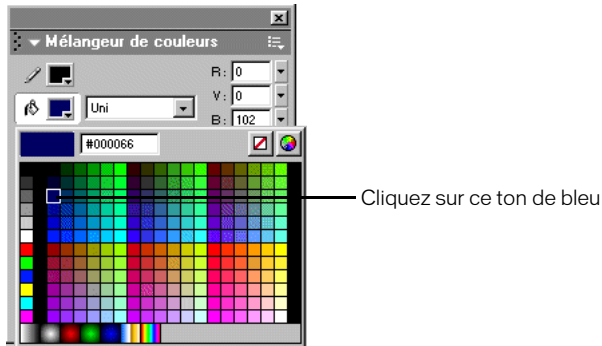 Mélangeur de couleurs
R: 0
V: 0
Uni
B: 102
#000066
Cliquez sur ce ton de bleu